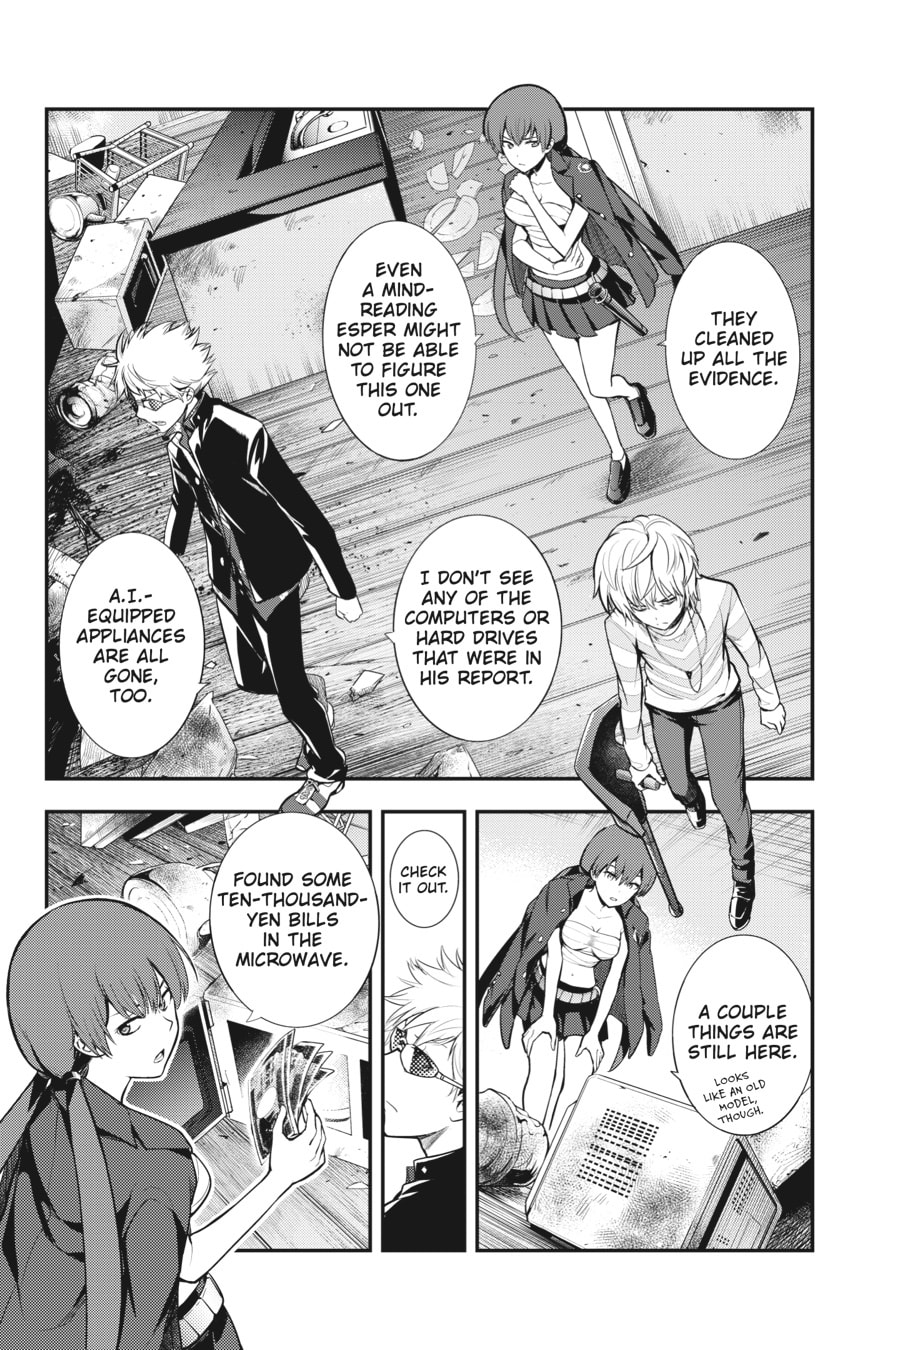 THEY
CLEANED
UP ALL THE
EVIDENCE.
EVEN
A MIND-
READING
ESPER MIGHT
NOT BE ABLE
TO FIGURE
THIS ONE
OUT.
I DON'T SEE
ANY OF THE
COMPUTERS OR
HARD DRIVES
THAT WERE IN
HIS REPORT.
A.I.-
EQUIPPED
APPLIANCES
ARE ALL
GONE,
TOO.
A COUPLE
THINGS ARE
STILL HERE.
LOOKS
LIKE AN OLD
MODEL,
THOUGH.
CHECK
IT OUT.
FOUND SOME
TEN-THOUSAND-
YEN BILLS
IN THE
MICROWAVE.